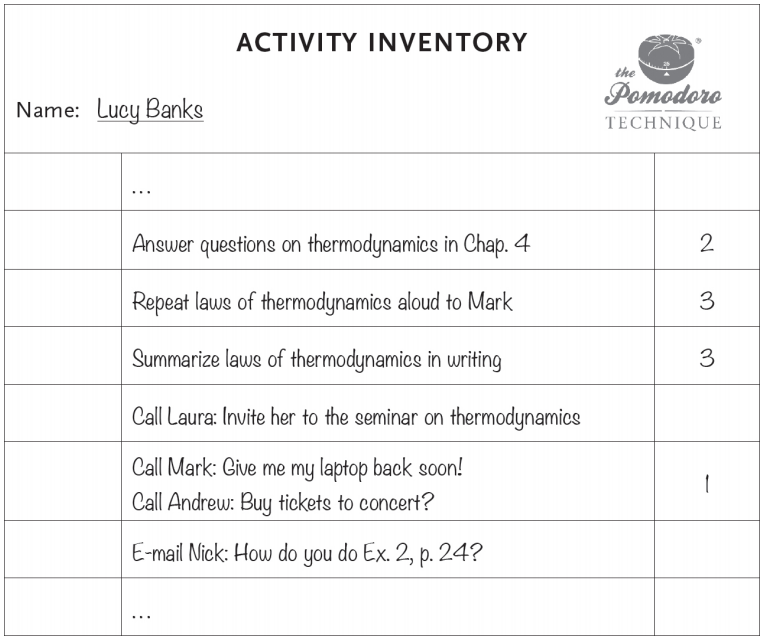 ACTIVITY INVENTORY
the
Pomodoro
TECHNIQUE
®
Name: Lucy Banks
...
Answer questions on thermodynamics in Chap. 4 2
Repeat laws of thermodynamics aloud to Mark 3
Summarize laws of thermodynamics in writing 3
Call Laura: Invite her to the seminar on thermodynamics
Call Mark: Give me my laptop back soon!
Call Andrew: Buy tickets to concert?
1
E-mail Nick: How do you do Ex. 2, p. 24?
...